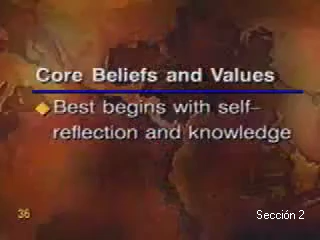 Core Beliefs and Values
Best begins with self-
reflection and knowledge
36
Sección 2